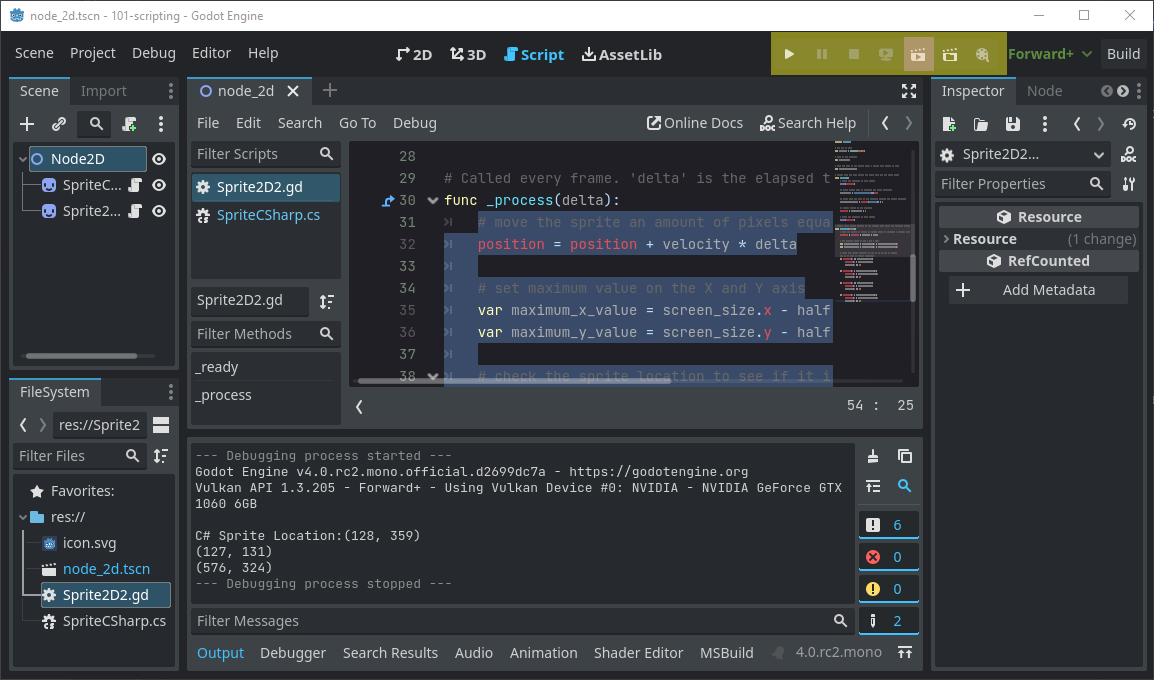 node_2d.tscn - 101-scripting - Godot Engine
Scene Project Debug Editor Help
2D 3D Script AssetLib
Forward+ Build
Scene Import
node_2d
Inspector Node
File Edit Search Go To Debug
Online Docs Search Help
Filter Scripts
Sprite2D2.gd
SpriteCSharp.cs
Sprite2D2.gd
Filter Methods
_ready
_process
Node2D
SpriteC...
Sprite2...
28
29 # Called every frame. 'delta' is the elapsed t
30 func _process(delta):
31 # move the sprite an amount of pixels equa
32 position = position + velocity * delta
33
34 # set maximum value on the X and Y axis
35 var maximum_x_value = screen_size.x - half
36 var maximum_y_value = screen_size.y - half
37
38 # check the sprite location to see if it i
54 : 25
Sprite2D2...
Filter Properties
Resource
Resource (1 change)
RefCounted
Add Metadata
FileSystem
res://Sprite2
Filter Files
Favorites:
res://
icon.svg
node_2d.tscn
Sprite2D2.gd
SpriteCSharp.cs
--- Debugging process started ---
Godot Engine v4.0.rc2.mono.official.d2699dc7a - https://godotengine.org
Vulkan API 1.3.205 - Forward+ - Using Vulkan Device #0: NVIDIA - NVIDIA GeForce GTX
1060 6GB
C# Sprite Location:(128, 359)
(127, 131)
(576, 324)
--- Debugging process stopped ---
6
0
0
2
Filter Messages
Output Debugger Search Results Audio Animation Shader Editor MSBuild 4.0.rc2.mono